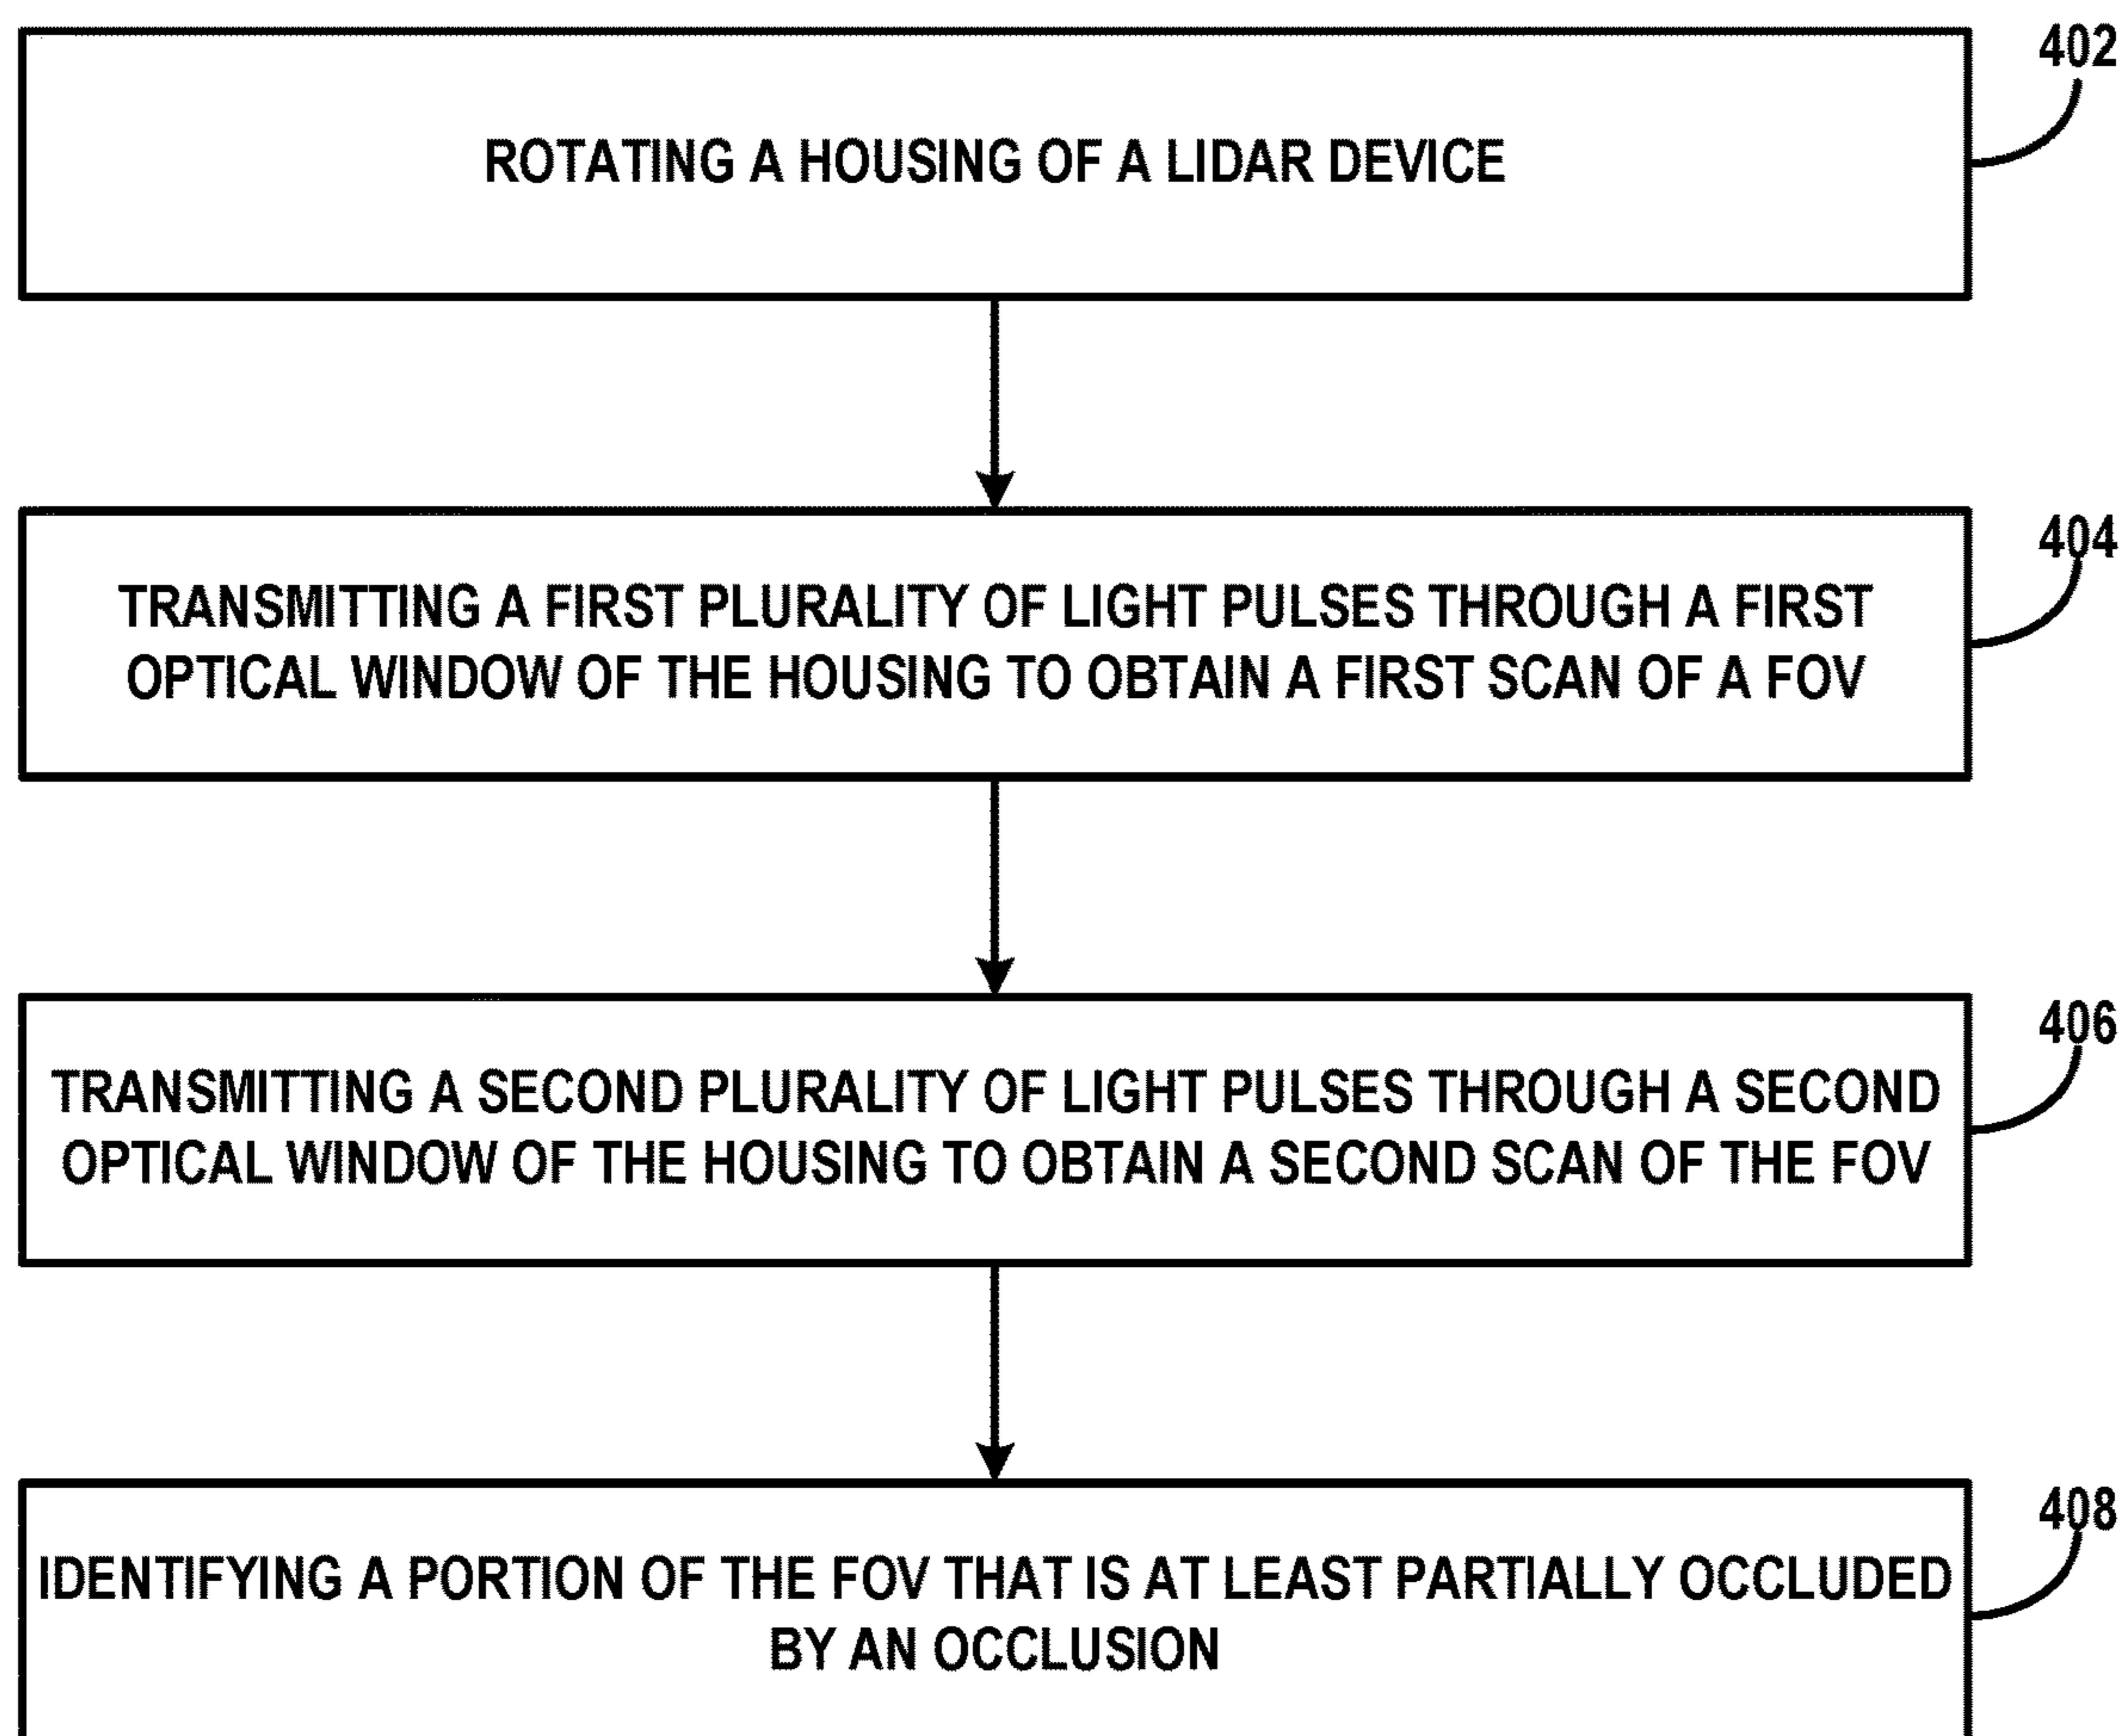 402
ROTATING A HOUSING OF A LIDAR DEVICE
404
TRANSMITTING A FIRST PLURALITY OF LIGHT PULSES THROUGH A FIRST
OPTICAL WINDOW OF THE HOUSING TO OBTAIN A FIRST SCAN OF A FOV
406
TRANSMITTING A SECOND PLURALITY OF LIGHT PULSES THROUGH A SECOND
OPTICAL WINDOW OF THE HOUSING TO OBTAIN A SECOND SCAN OF THE FOV
408
IDENTIFYING A PORTION OF THE FOV THAT IS AT LEAST PARTIALLY OCCLUDED
BY AN OCCLUSION